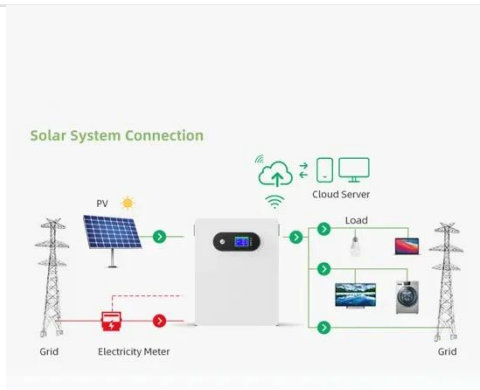 Solar System Connection
Cloud Server
PV
Load
Grid
Electricity Meter
Grid